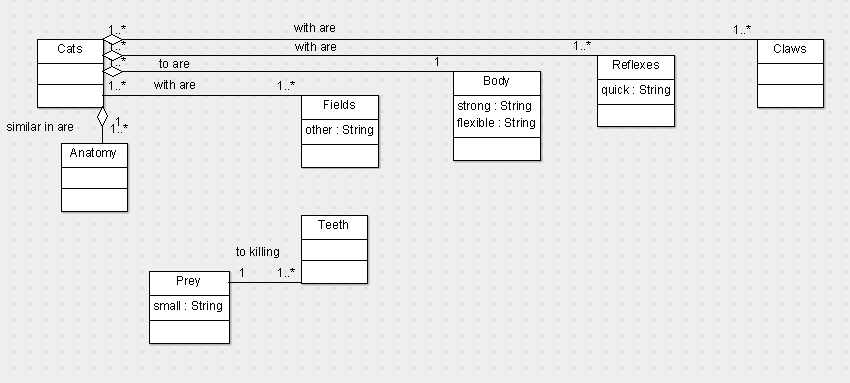 1..* with are 1..*
Cats 1..* with are 1..* Claws
1..* to are 1 Reflexes
1..* with are 1..* Body quick : String
Fields strong : String
other : String flexible : String
1
similar in are 1..*
Anatomy
Teeth
to killing
Prey 1 1..*
small : String